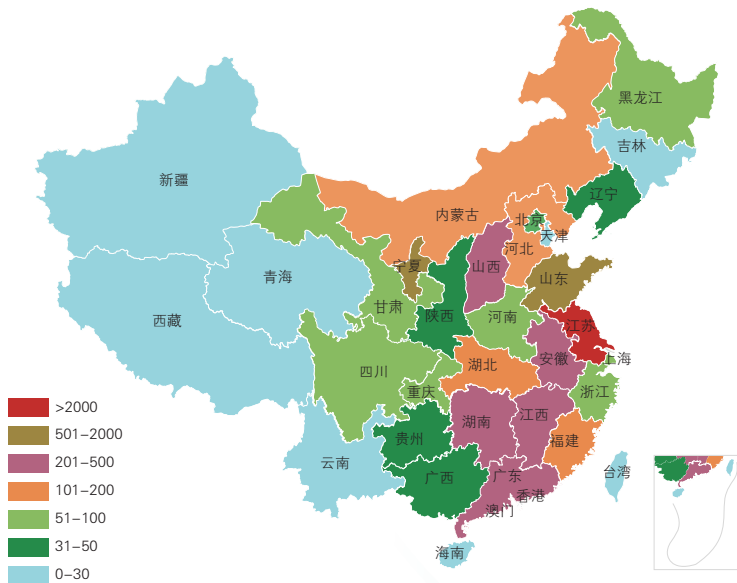 黑龙江
吉林
新疆
辽宁
内蒙古
北京
天津
河北
宁夏
山西
青海
山东
甘肃
西藏
陕西
河南
江苏
上海
安徽
湖北
四川
重庆
浙江
湖南
江西
贵州
福建
云南
广西
广东
台湾
香港
澳门
海南
>2000
501-2000
201-500
101-200
51-100
31-50
0-30